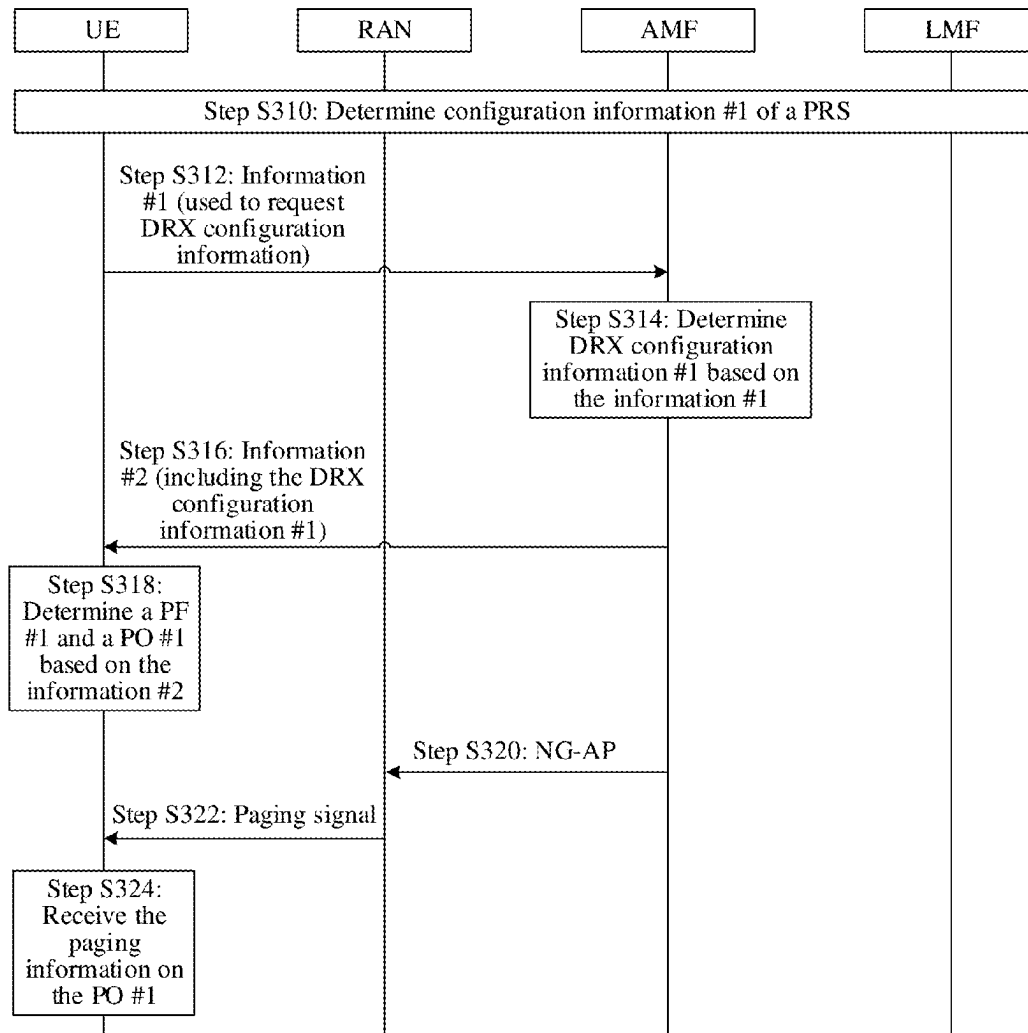 UE
RAN
AMF
LMF
Step S310: Determine configuration information #1 of a PRS
Step S312: Information
#1 (used to request
DRX configuration
information)
Step S314: Determine
DRX configuration
information #1 based on
the information #1
Step S316: Information
#2 (including the DRX
configuration
information #1)
Step S318:
Determine a PF
#1 and a PO #1
based on the
information #2
Step S320: NG-AP
Step S322: Paging signal
Step S324:
Receive the
paging
information on
the PO #1